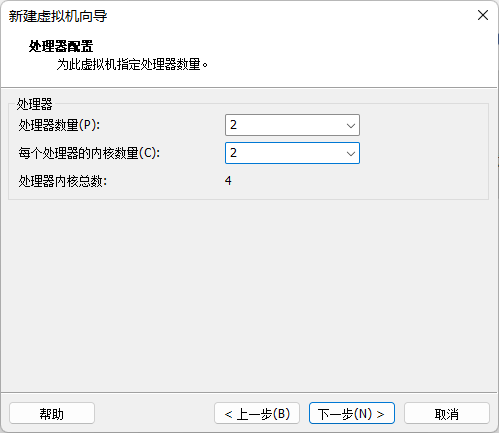 新建虚拟机向导
处理器配置
为此虚拟机指定处理器数量。
处理器
处理器数量(P): 2
每个处理器的内核数量(C): 2
处理器内核总数: 4
帮助 < 上一步(B) 下一步(N) > 取消